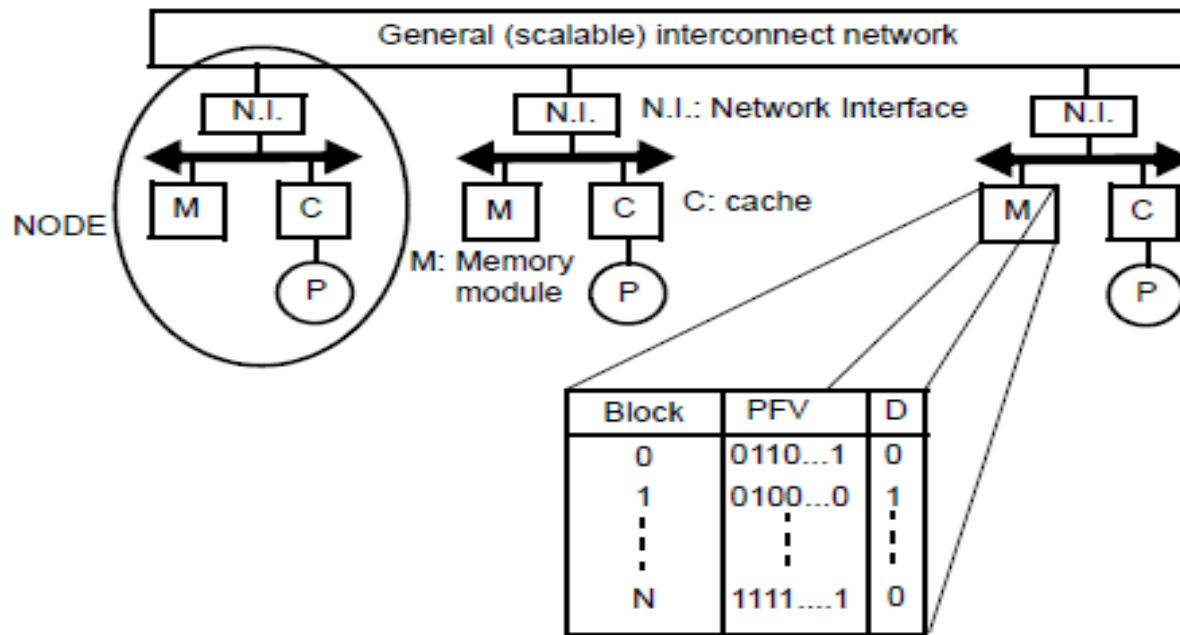 General (scalable) interconnect network
N.I. N.I. N.I.: Network Interface N.I.
M C M C C: cache M C
NODE
M: Memory
module
P P P
Block PFV D
0 0110...1 0
1 0100...0 1
N 1111....1 0